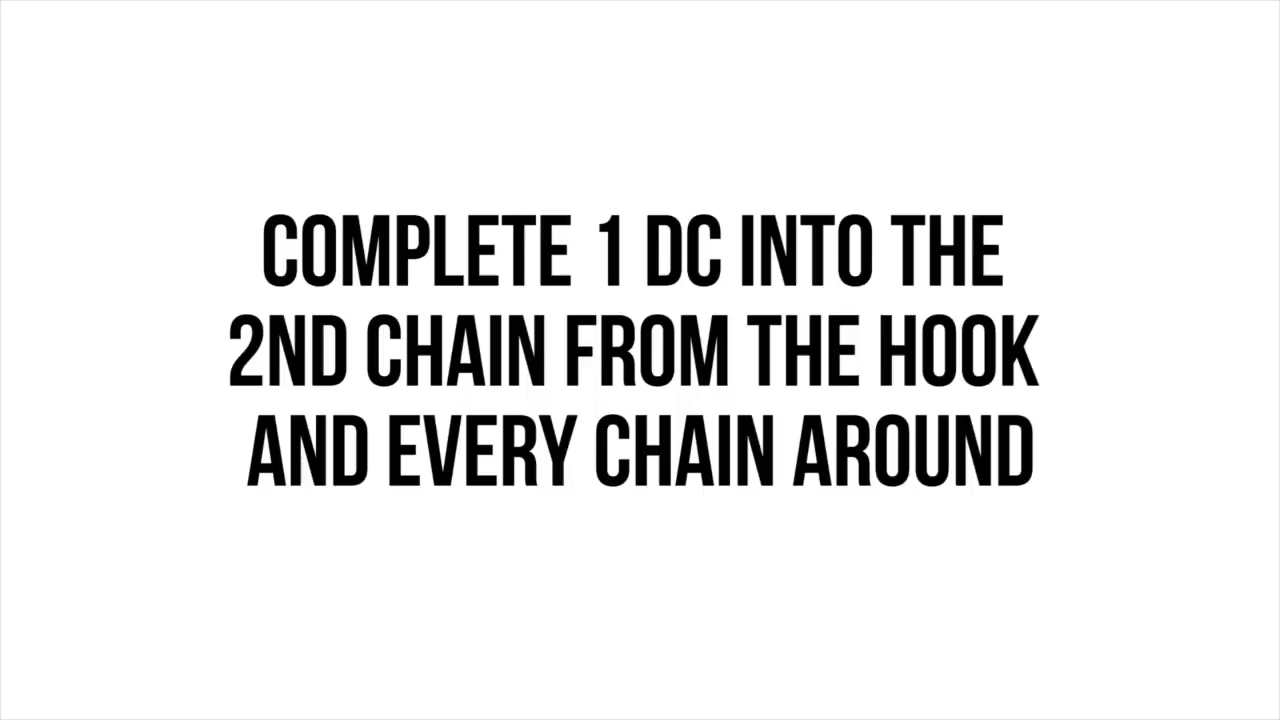 COMPLETE 1 DC INTO THE
2ND CHAIN FROM THE HOOK
AND EVERY CHAIN AROUND